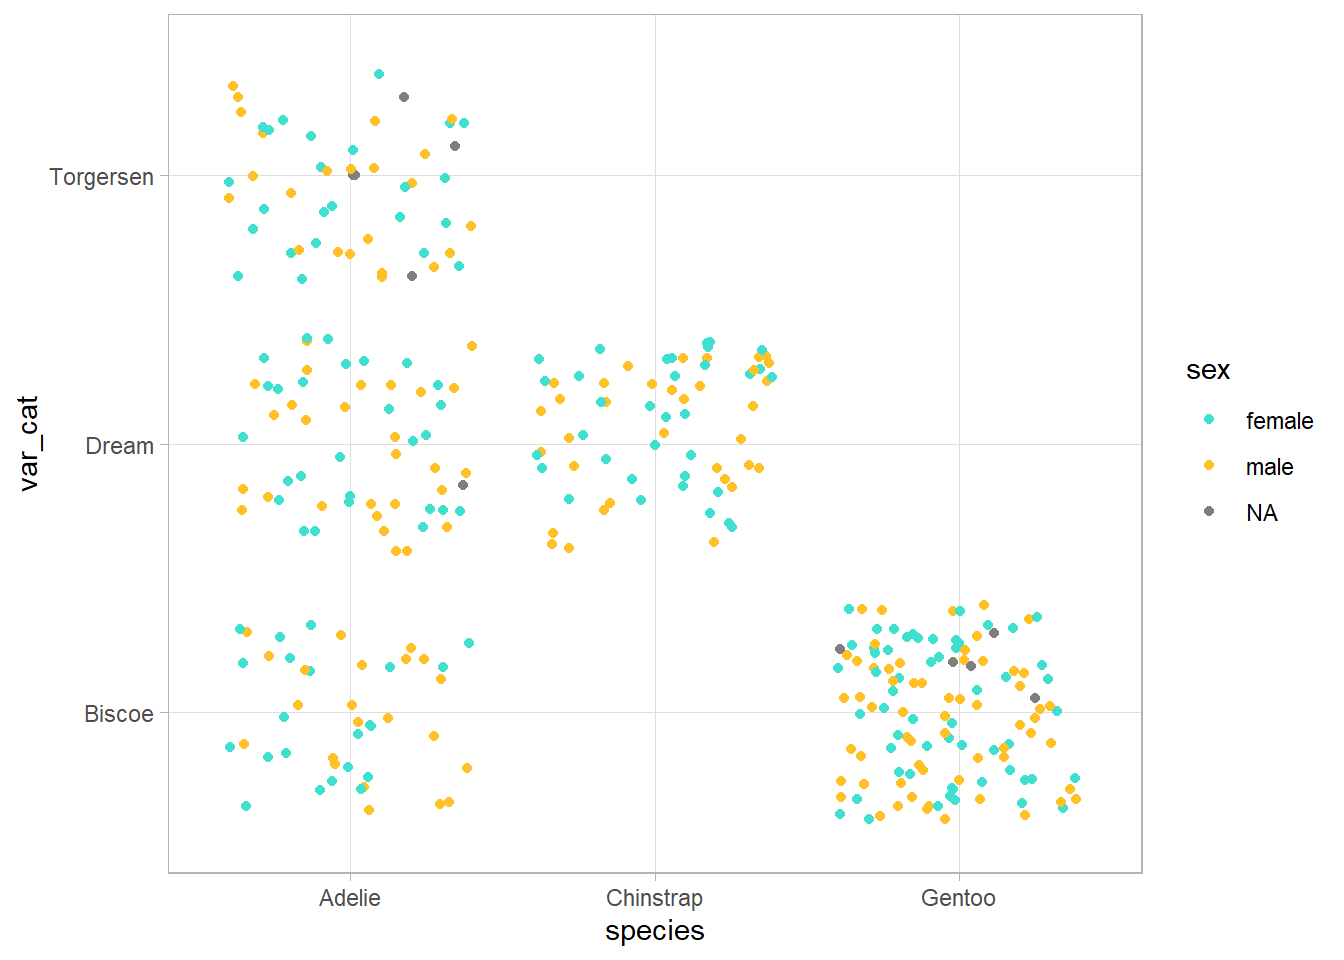 Torgersen
Dream
Biscoe
var_cat
Adelie
Chinstrap
Gentoo
species
sex
female
male
NA